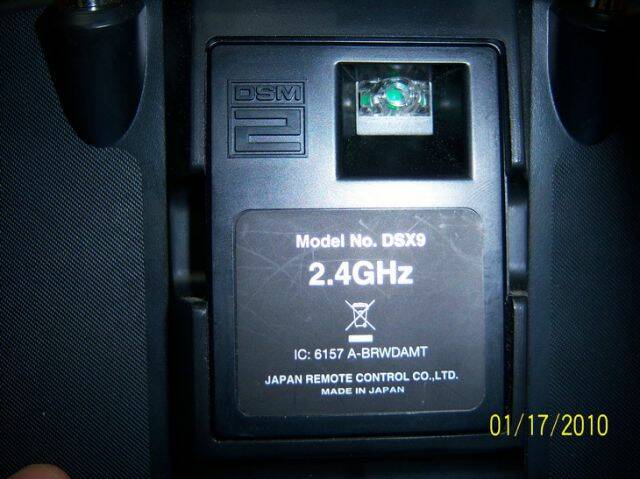 DSM
2
Model No. DSX9
2.4GHz
IC: 6157 A-BRWDAMT
JAPAN REMOTE CONTROL CO.,LTD.
MADE IN JAPAN
01/17/2010